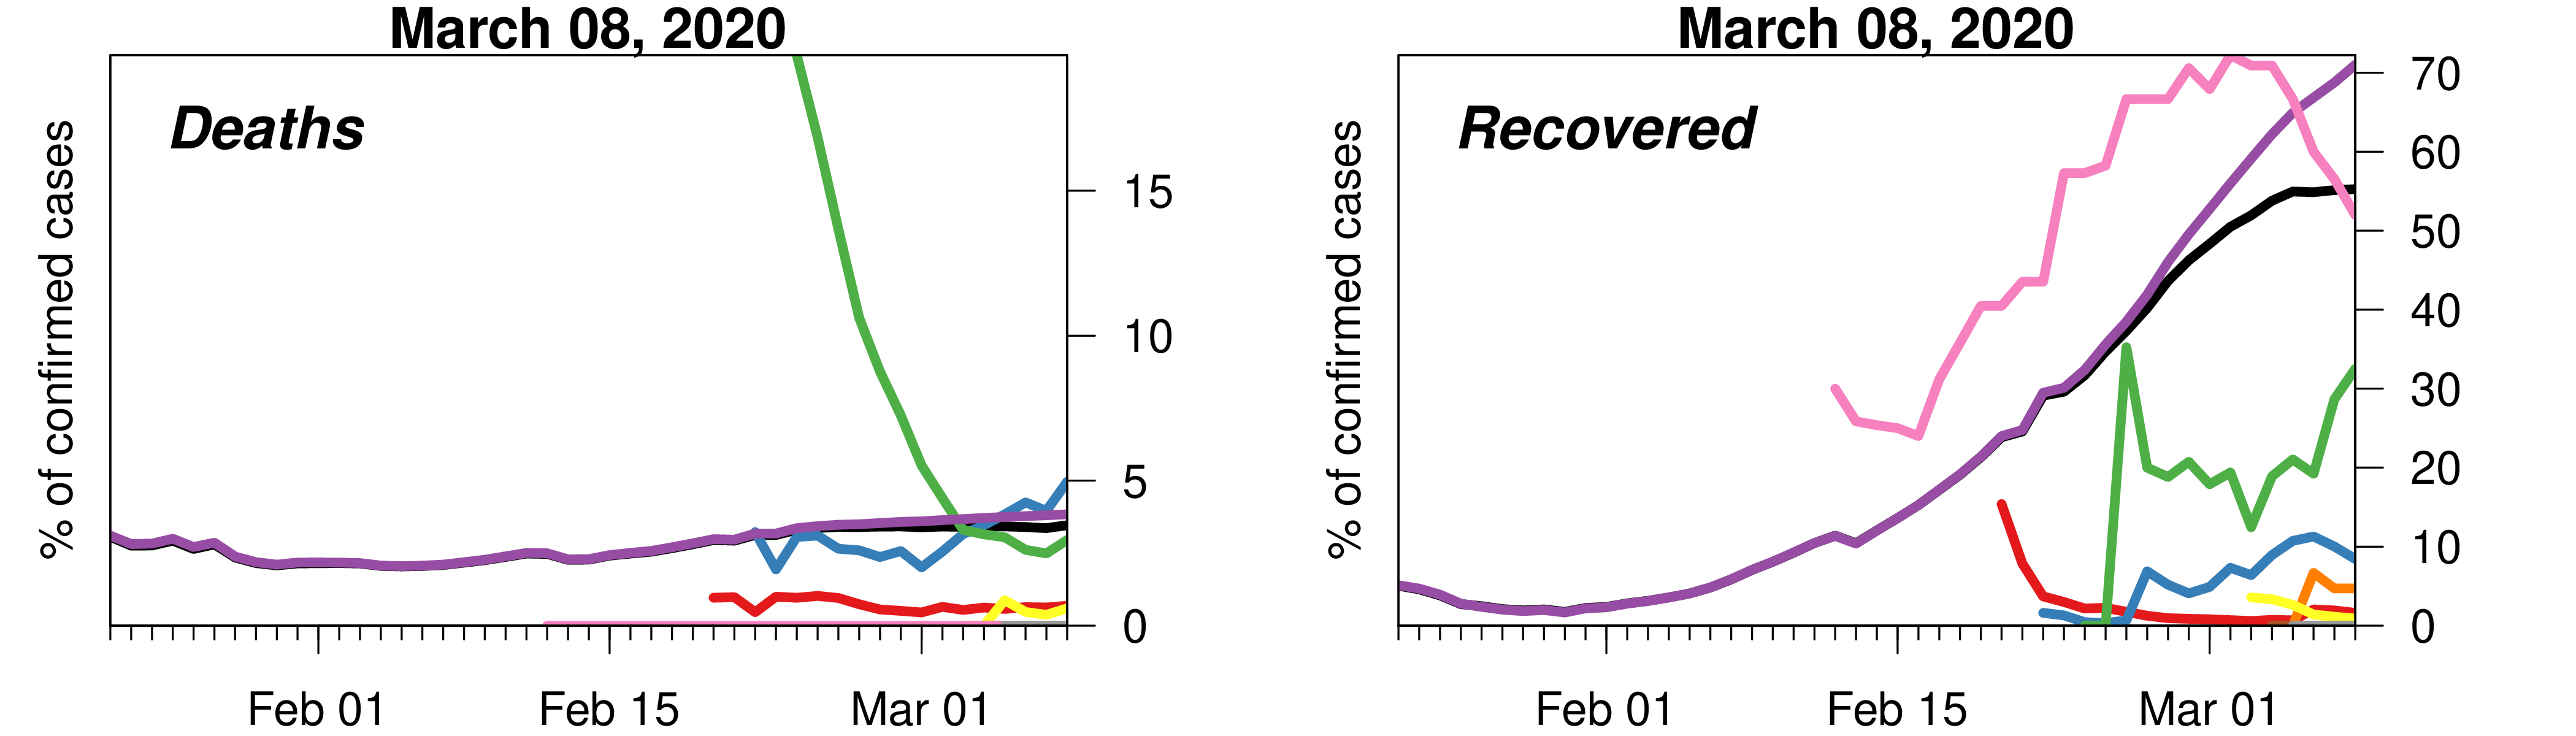 March 08, 2020
Deaths
% of confirmed cases
15
10
5
0
Feb 01 Feb 15 Mar 01
March 08, 2020
Recovered
% of confirmed cases
70
60
50
40
30
20
10
0
Feb 01 Feb 15 Mar 01